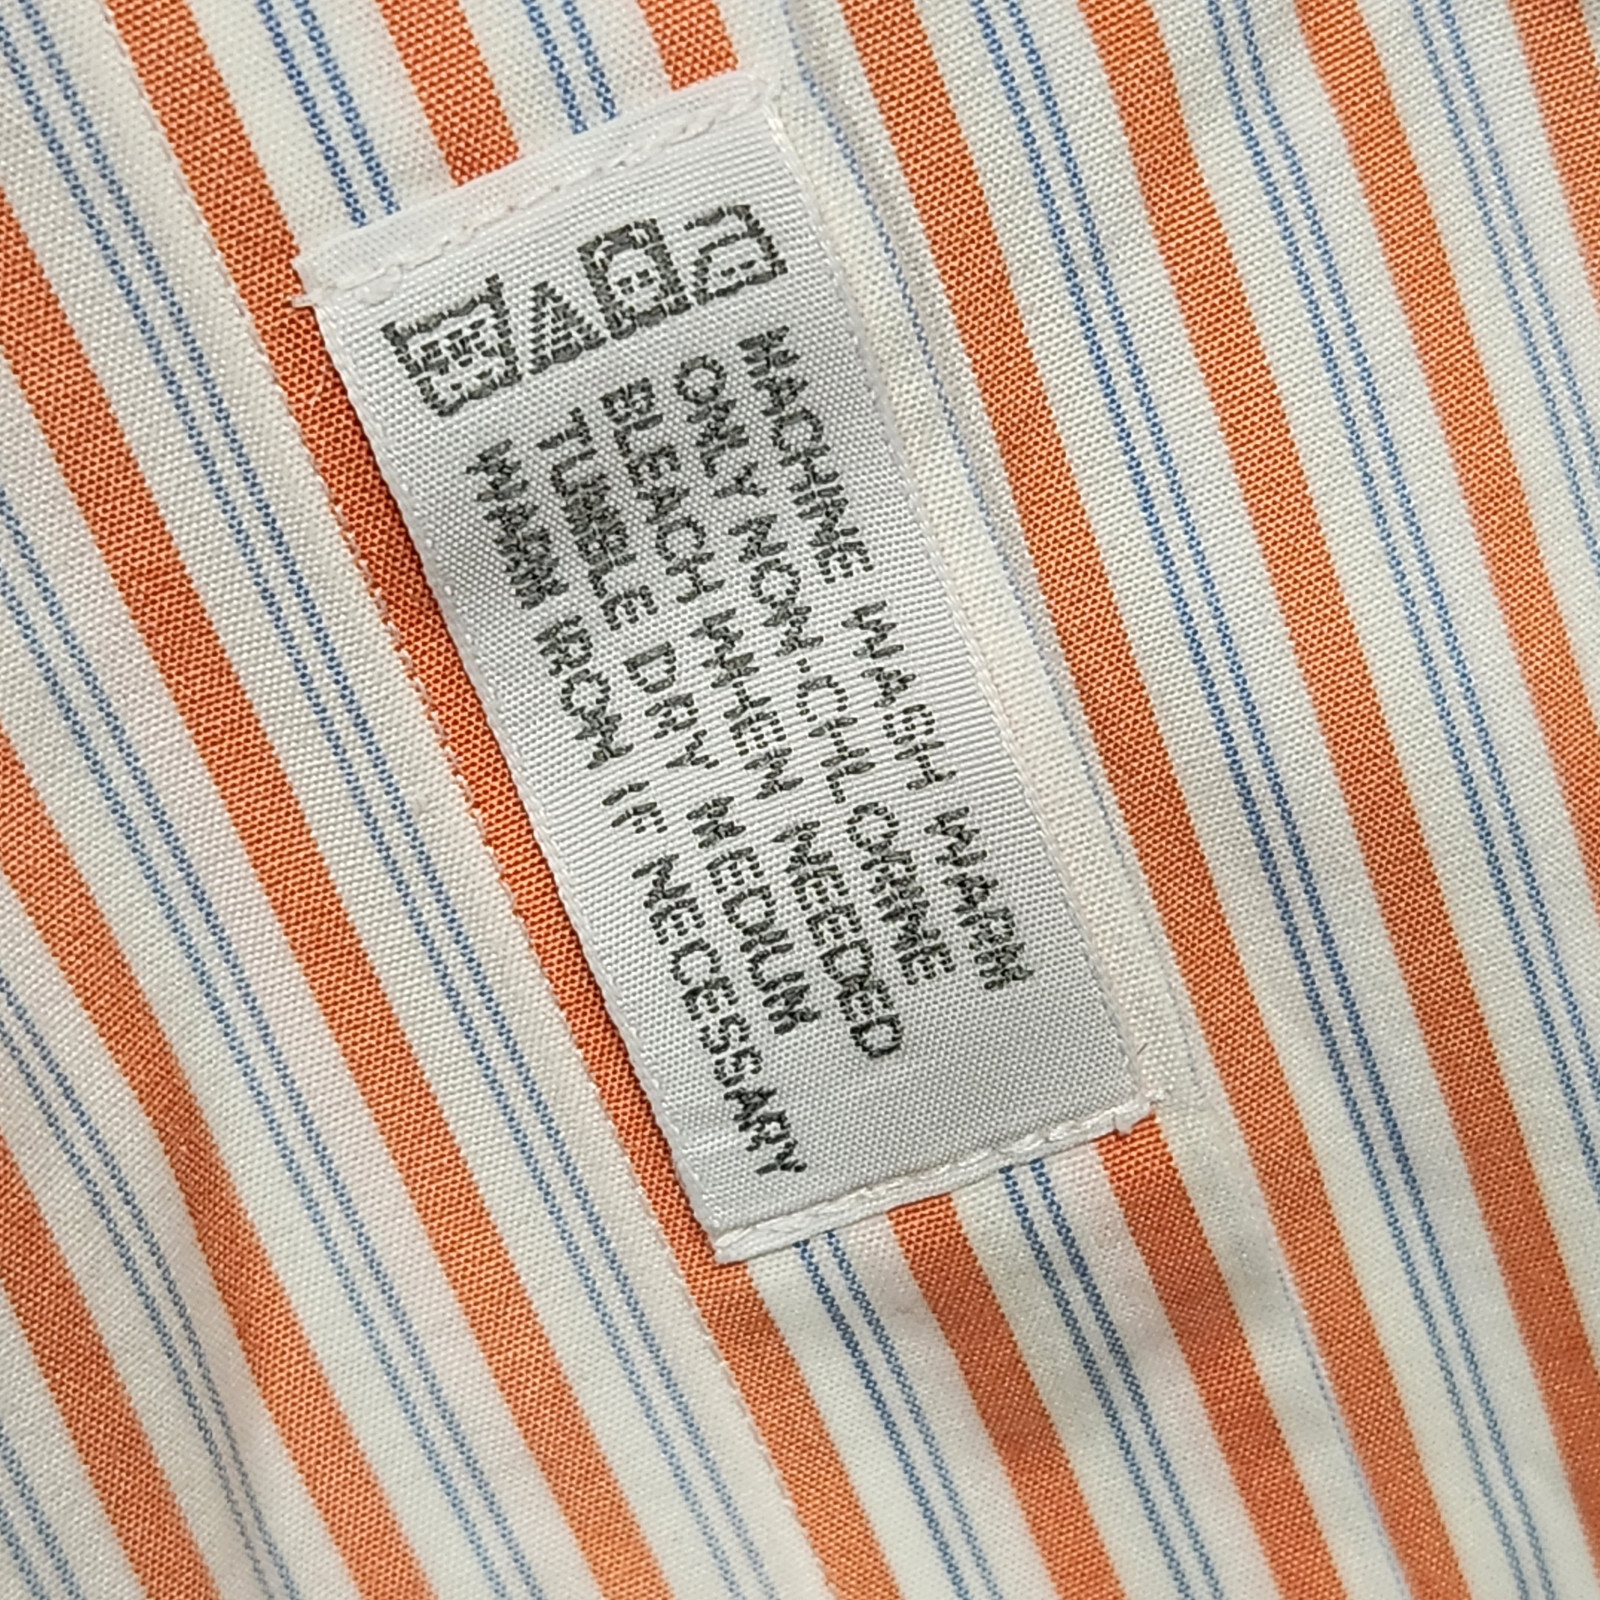 MACHINE WASH WARM
ONLY NON-CHLORINE
BLEACH WHEN NEEDED
TUMBLE DRY MEDIUM
WARM IRON IF NECESSARY